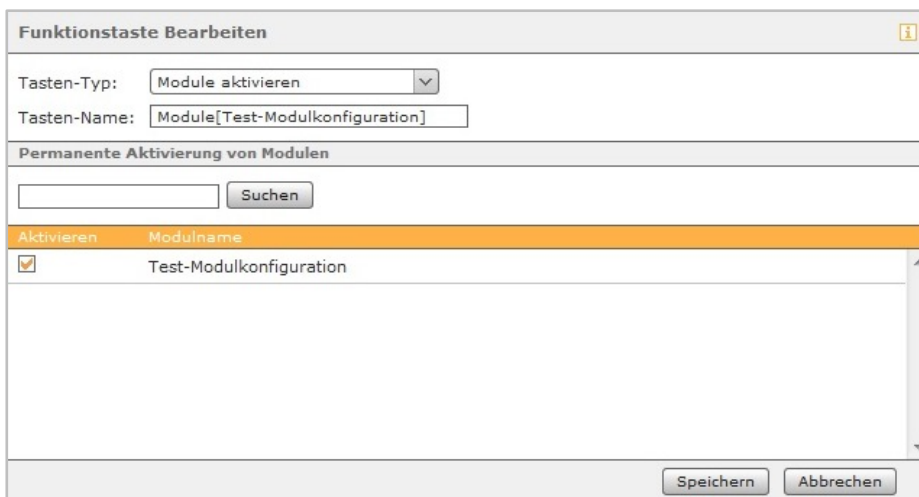 Funktionstaste Bearbeiten
Tasten-Typ: Module aktivieren
Tasten-Name: Module[Test-Modulkonfiguration]
Permanente Aktivierung von Modulen
Suchen
Aktivieren Modulname
Test-Modulkonfiguration
Speichern Abbrechen